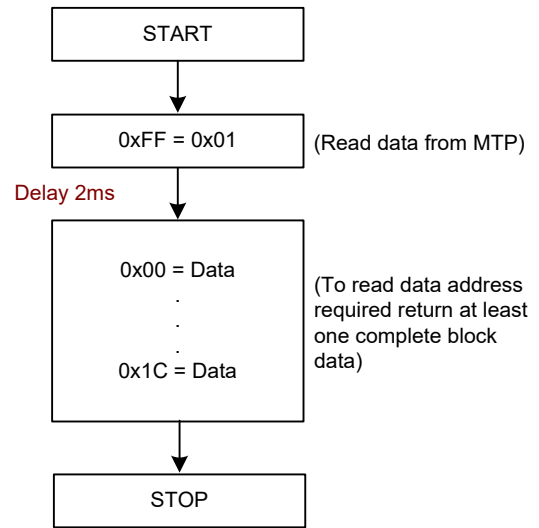 START
0xFF = 0x01
(Read data from MTP)
Delay 2ms
0x00 = Data
.
.
.
0x1C = Data
(To read data address
required return at least
one complete block
data)
STOP